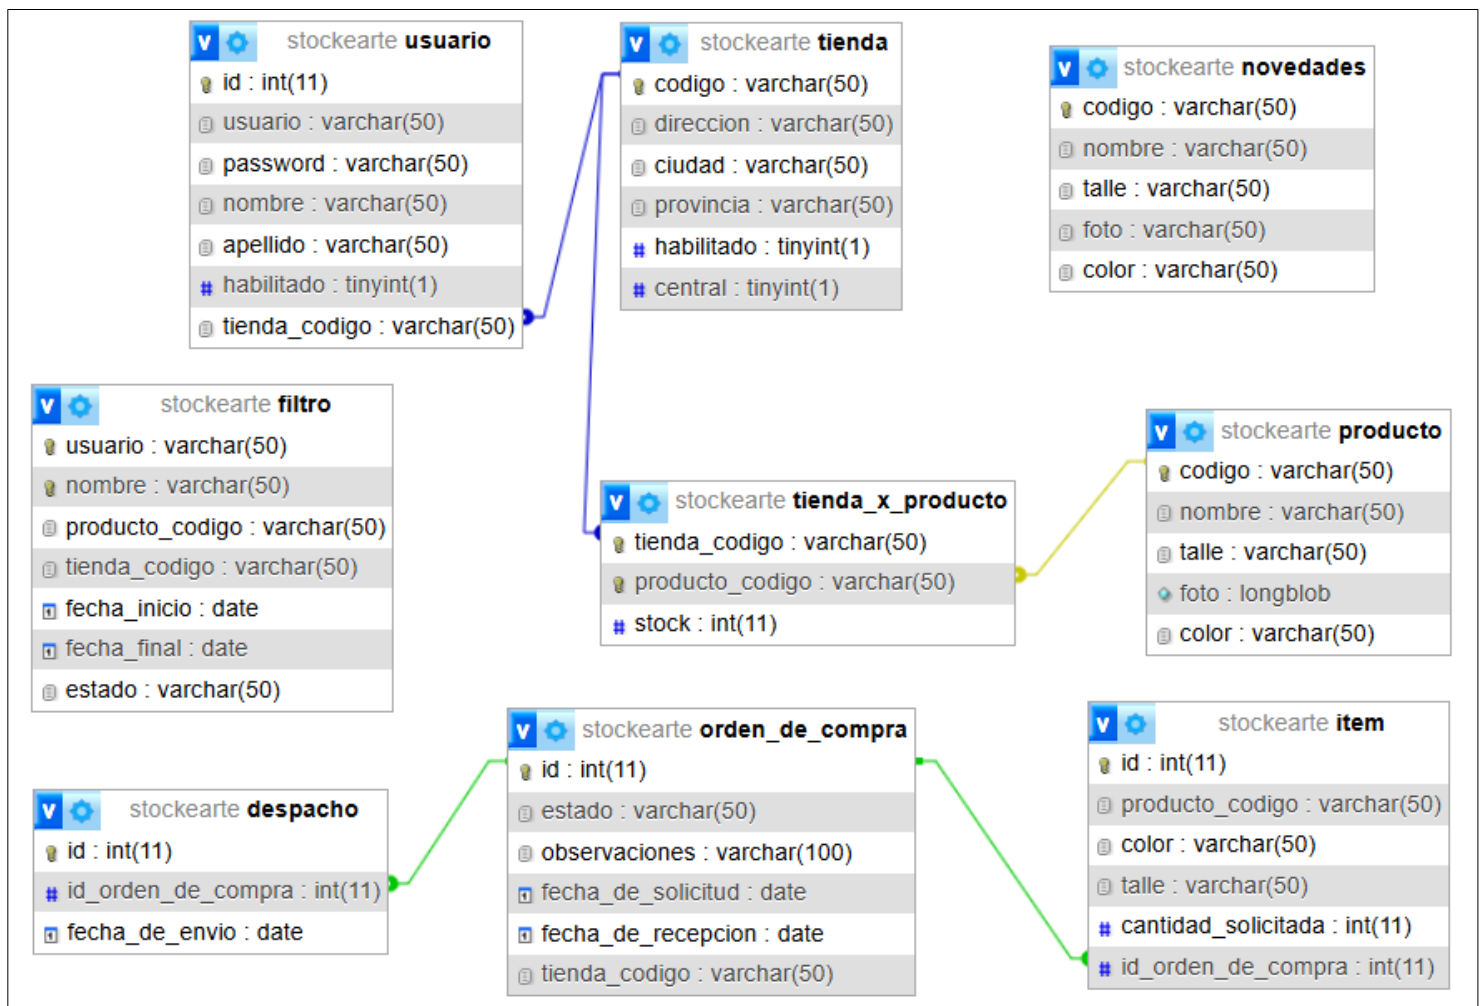 stockearte usuario
id : int(11)
usuario : varchar(50)
password : varchar(50)
nombre : varchar(50)
apellido : varchar(50)
habilitado : tinyint(1)
tienda_codigo : varchar(50)
stockearte tienda
codigo : varchar(50)
direccion : varchar(50)
ciudad : varchar(50)
provincia : varchar(50)
habilitado : tinyint(1)
central : tinyint(1)
stockearte novedades
codigo : varchar(50)
nombre : varchar(50)
talle : varchar(50)
foto : varchar(50)
color : varchar(50)
stockearte filtro
usuario : varchar(50)
nombre : varchar(50)
producto_codigo : varchar(50)
tienda_codigo : varchar(50)
fecha_inicio : date
fecha_final : date
estado : varchar(50)
stockearte tienda_x_producto
tienda_codigo : varchar(50)
producto_codigo : varchar(50)
stock : int(11)
stockearte producto
codigo : varchar(50)
nombre : varchar(50)
talle : varchar(50)
foto : longblob
color : varchar(50)
stockearte despacho
id : int(11)
id_orden_de_compra : int(11)
fecha_de_envio : date
stockearte orden_de_compra
id : int(11)
estado : varchar(50)
observaciones : varchar(100)
fecha_de_solicitud : date
fecha_de_recepcion : date
tienda_codigo : varchar(50)
stockearte item
id : int(11)
producto_codigo : varchar(50)
color : varchar(50)
talle : varchar(50)
cantidad_solicitada : int(11)
id_orden_de_compra : int(11)